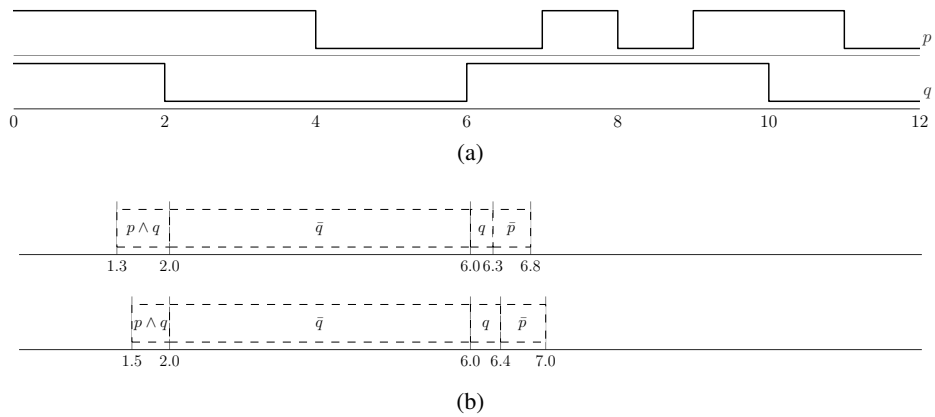 p
q
0 2 4 6 8 10 12
(a)
p ∧ q q̄ q p̄
1.3 2.0 6.0 6.3 6.8
p ∧ q q̄ q p̄
1.5 2.0 6.0 6.4 7.0
(b)